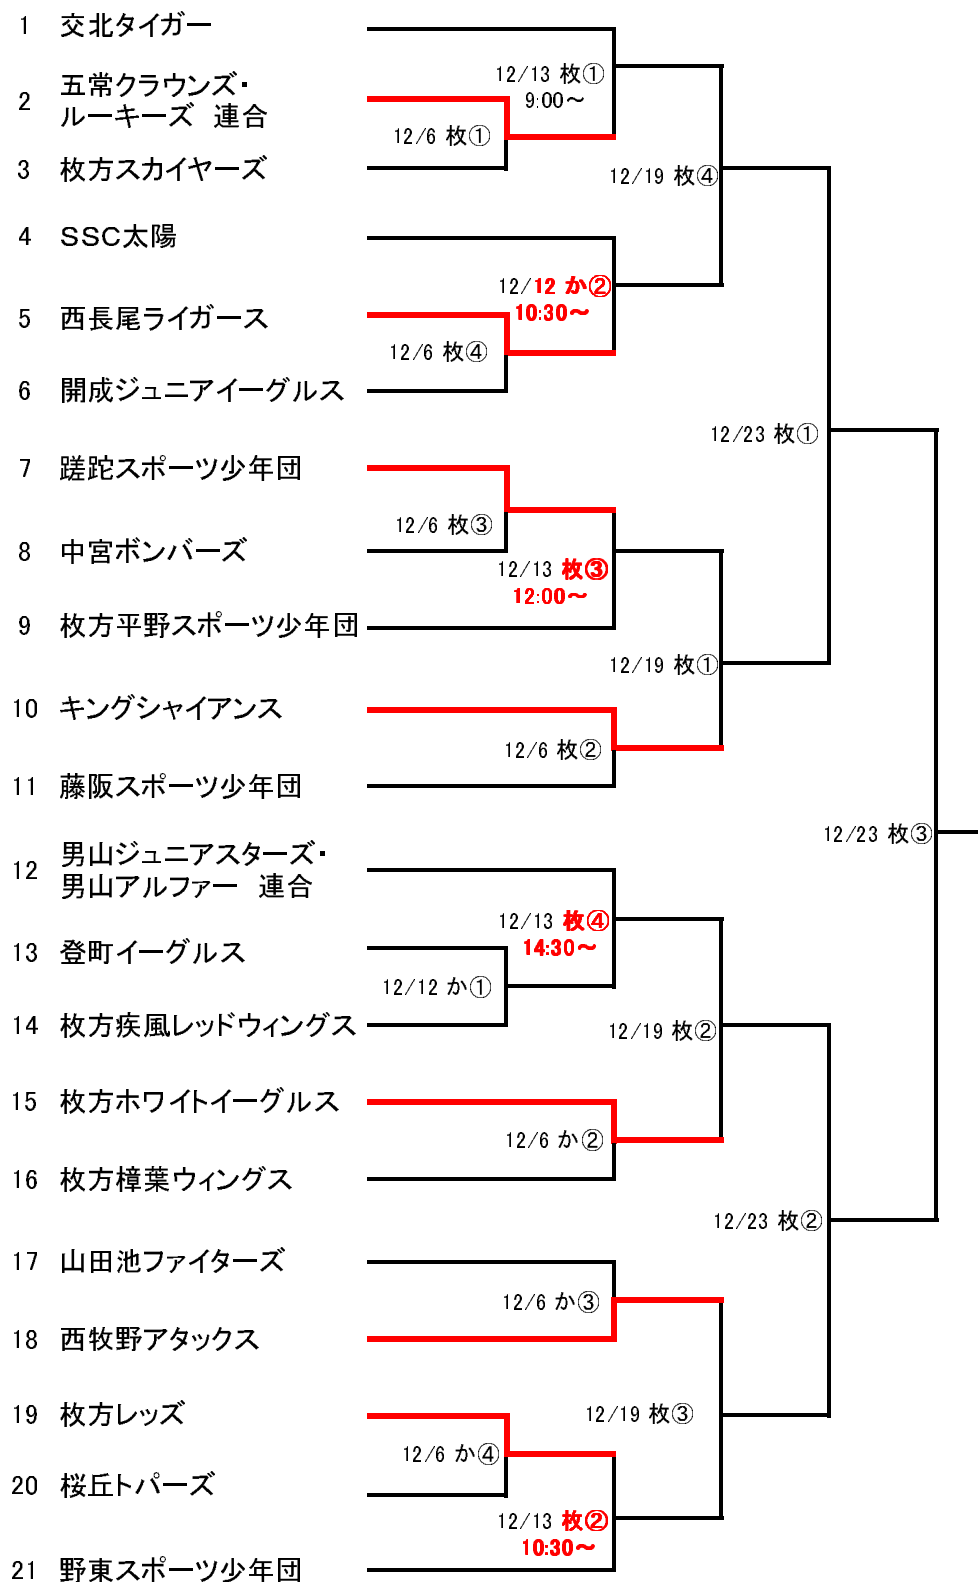 1 交北タイガー
12/13 枚①
9:00～
2 五常クラウンズ・
ルーキーズ 連合
12/6 枚①
3 枚方スカイヤーズ
12/19 枚④
4 SSC太陽
12/12 か②
10:30～
5 西長尾ライガース
12/6 枚④
6 開成ジュニアイーグルス
12/23 枚①
7 蹉跎スポーツ少年団
12/6 枚③
8 中宮ボンバーズ
12/13 枚③
12:00～
9 枚方平野スポーツ少年団
12/19 枚①
10 キングシャイアンス
12/6 枚②
11 藤阪スポーツ少年団
12/23 枚③
12 男山ジュニアスターズ・
男山アルファー 連合
12/13 枚④
14:30～
13 登町イーグルス
12/12 か①
14 枚方疾風レッドウィングス
12/19 枚②
15 枚方ホワイトイーグルス
12/6 か②
16 枚方樟葉ウィングス
12/23 枚②
17 山田池ファイターズ
12/6 か③
18 西牧野アタックス
19 枚方レッズ
12/19 枚③
12/6 か④
20 桜丘トパーズ
12/13 枚②
10:30～
21 野東スポーツ少年団